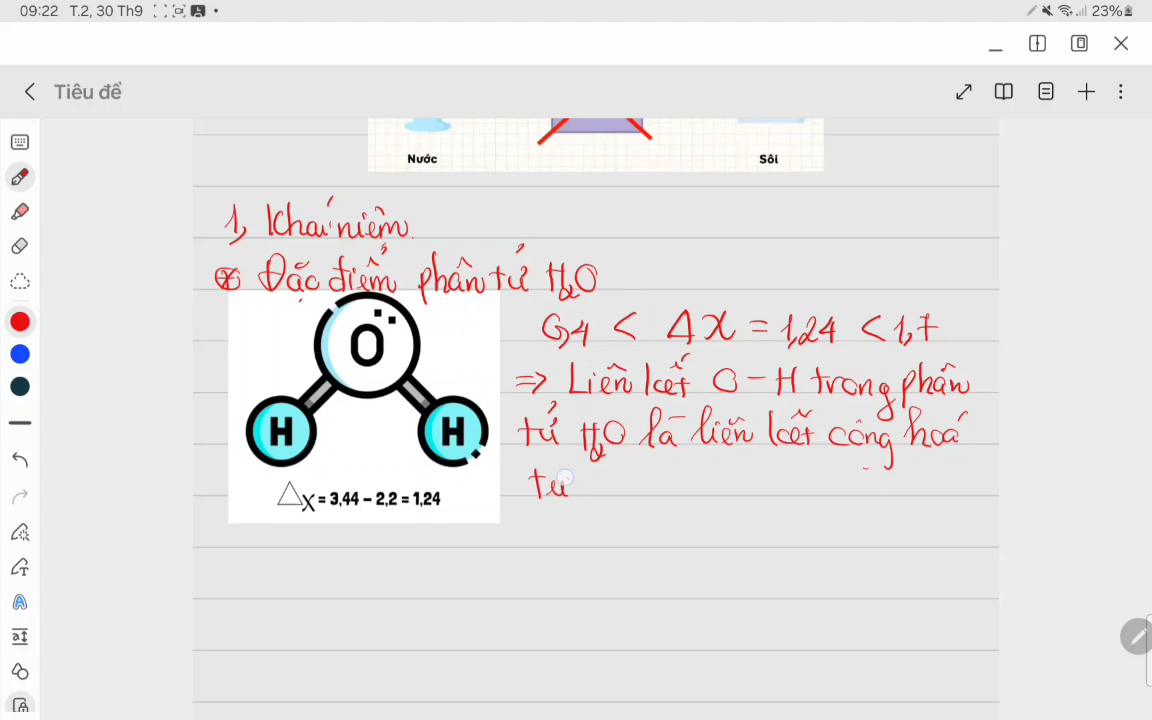 09:22 T.2, 30 Th9
23%
Tiêu đề
Nước
Sôi
1, Khái niệm.
Đặc điểm phân tử H2O
O
H
H
△X = 3,44 - 2,2 = 1,24
0,4 < Δx = 1,24 < 1,7
=> Liên kết O-H trong phân
tử H2O là liên kết cộng hoá
tu